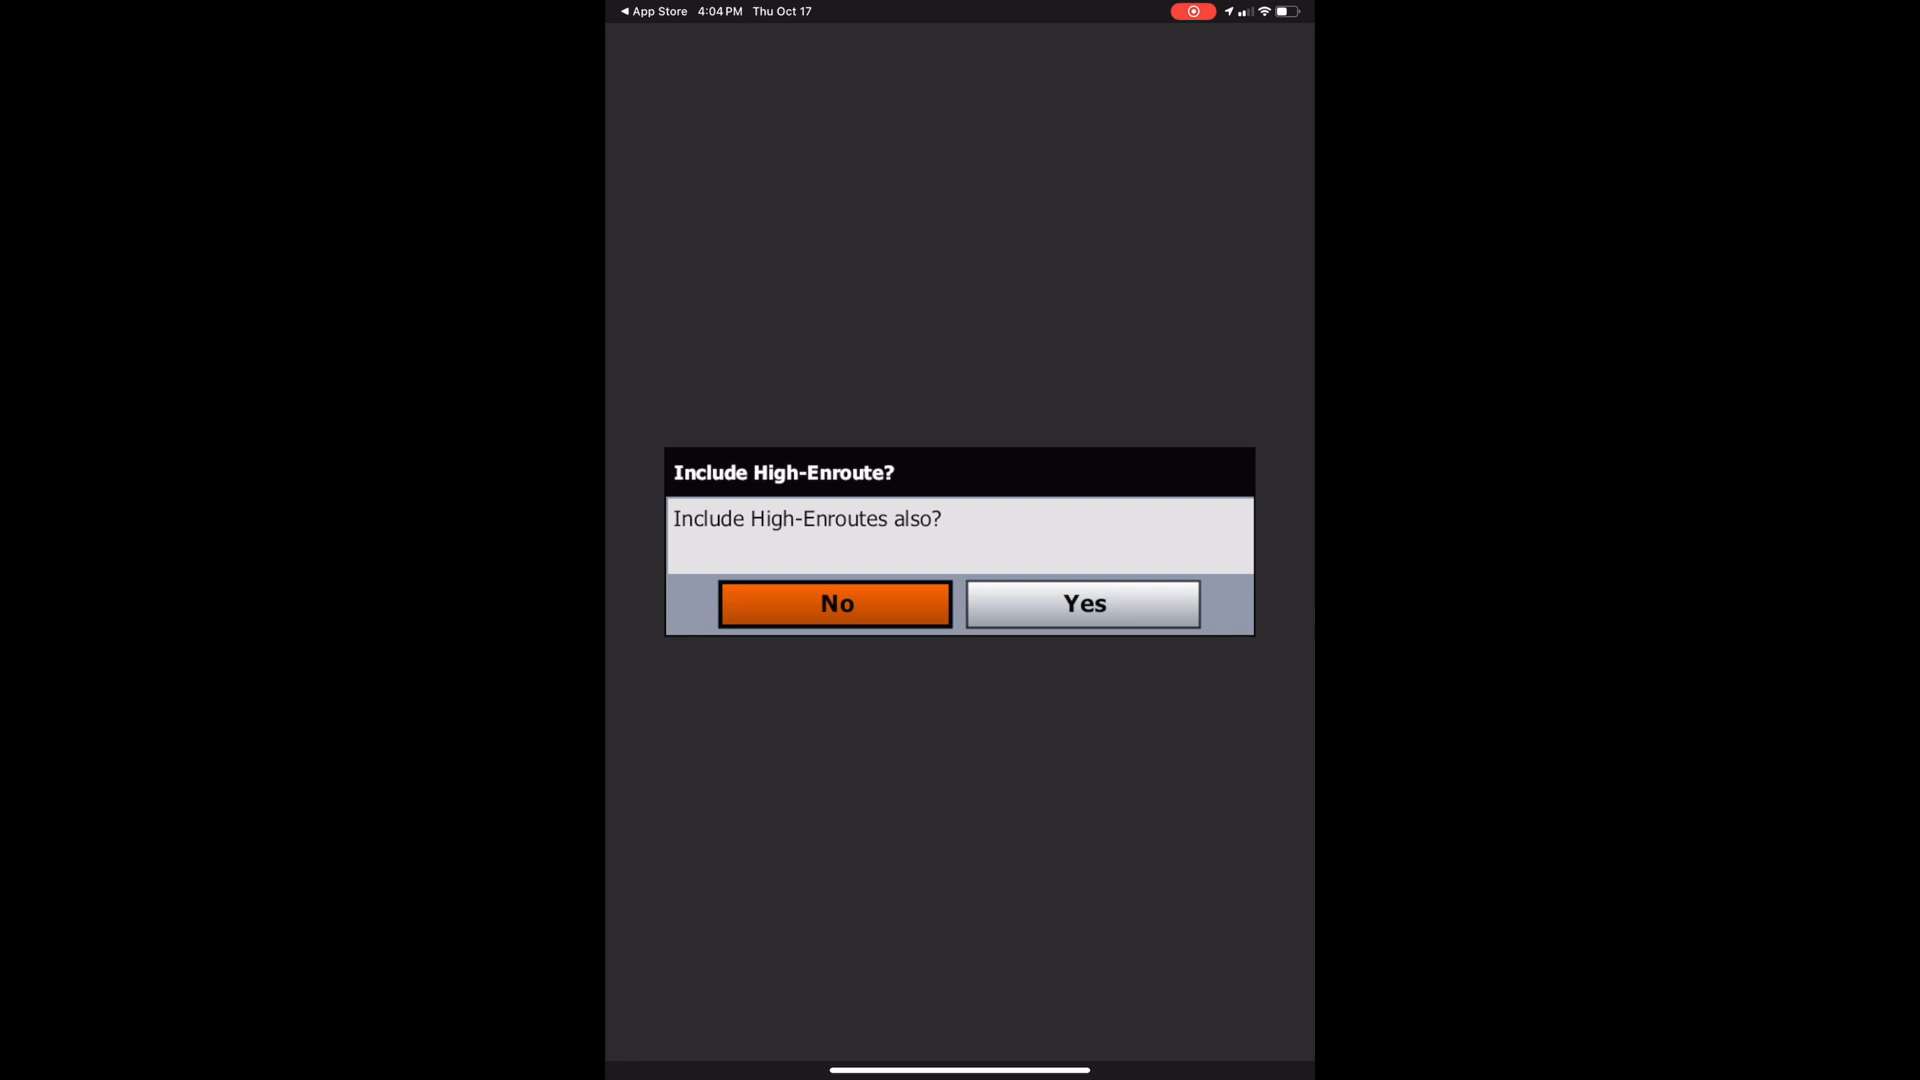 ◀ App Store 4:04 PM Thu Oct 17
Include High-Enroute?
Include High-Enroutes also?
No Yes